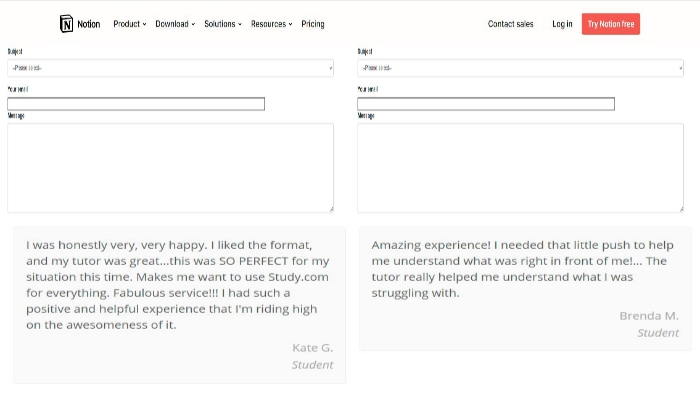 Notion Product Download Solutions Resources Pricing Contact sales Log in Try Notion free
Subject Subject
Your email Your email
Message Message
I was honestly very, very happy. I liked the format,
and my tutor was great...this was SO PERFECT for my
situation this time. Makes me want to use Study.com
for everything. Fabulous service!!! I had such a
positive and helpful experience that I'm riding high
on the awesomeness of it.
Kate G.
Student
Amazing experience! I needed that little push to help
me understand what was right in front of me!... The
tutor really helped me understand what I was
struggling with.
Brenda M.
Student